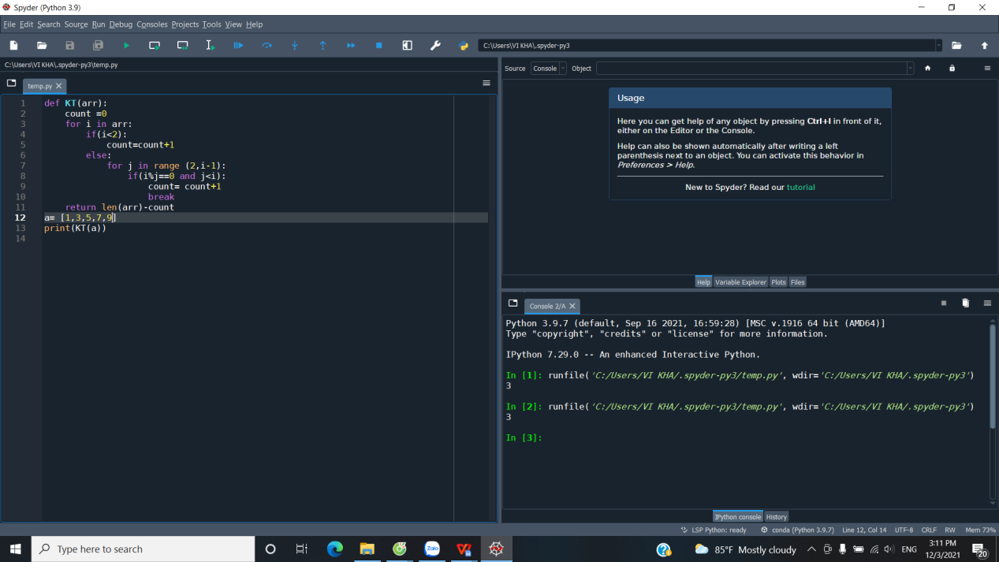 Spyder (Python 3.9)
File Edit Search Source Run Debug Consoles Projects Tools View Help
C:\Users\VI KHA\.spyder-py3
C:\Users\VI KHA\.spyder-py3\temp.py
temp.py
1 def KT(arr):
2 count =0
3 for i in arr:
4 if(i<2):
5 count=count+1
6 else:
7 for j in range (2,i-1):
8 if(i%j==0 and j<i):
9 count= count+1
10 break
11 return len(arr)-count
12 a= [1,3,5,7,9]
13 print(KT(a))
14
Source Console Object
Usage
Here you can get help of any object by pressing Ctrl+I in front of it,
either on the Editor or the Console.
Help can also be shown automatically after writing a left
parenthesis next to an object. You can activate this behavior in
Preferences > Help.
New to Spyder? Read our tutorial
Help Variable Explorer Plots Files
Console 2/A
Python 3.9.7 (default, Sep 16 2021, 16:59:28) [MSC v.1916 64 bit (AMD64)]
Type "copyright", "credits" or "license" for more information.
IPython 7.29.0 -- An enhanced Interactive Python.
In [1]: runfile('C:/Users/VI KHA/.spyder-py3/temp.py', wdir='C:/Users/VI KHA/.spyder-py3')
3
In [2]: runfile('C:/Users/VI KHA/.spyder-py3/temp.py', wdir='C:/Users/VI KHA/.spyder-py3')
3
In [3]:
IPython console History
LSP Python: ready conda (Python 3.9.7) Line 12, Col 14 UTF-8 CRLF RW Mem 73%
Type here to search
Zalo
85°F Mostly cloudy ENG
3:11 PM
12/3/2021
20